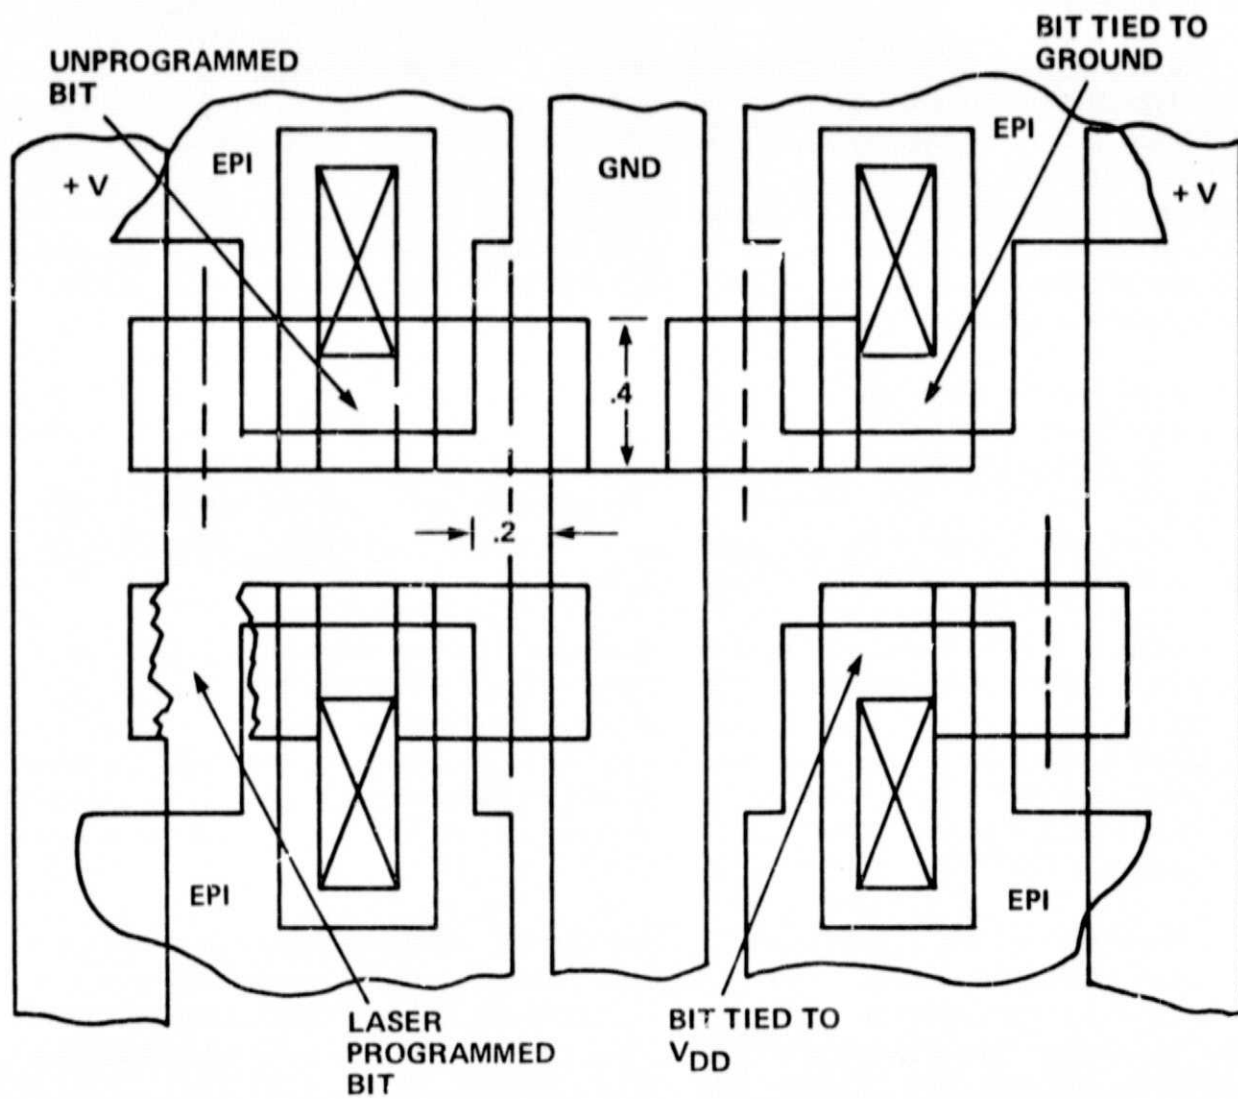 UNPROGRAMMED
BIT
BIT TIED TO
GROUND
+ V
EPI
GND
EPI
+ V
.4
.2
EPI
EPI
LASER
PROGRAMMED
BIT
BIT TIED TO
VDD